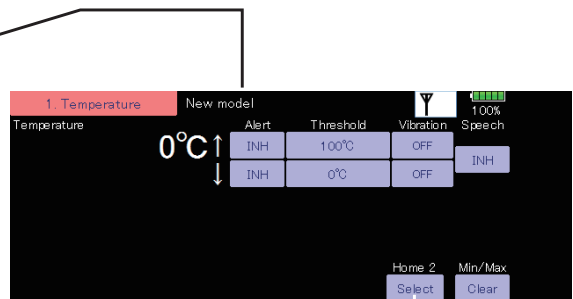 1. Temperature New model 100%
Temperature Alert Threshold Vibration Speech
0°C ↑ INH 100°C OFF INH
↓ INH 0°C OFF
Home 2 Min/Max
Select Clear